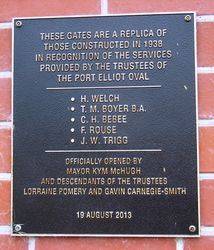 THESE GATES ARE A REPLICA OF
THOSE CONSTRUCTED IN 1938
IN RECOGNITION OF THE SERVICES
PROVIDED BY THE TRUSTEES OF
THE PORT ELLIOT OVAL
• H. WELCH
• T. M. BOYER B.A.
• C. H. BEBEE
• F. ROUSE
• J. W. TRIGG
OFFICIALLY OPENED BY
MAYOR KYM McHUGH
AND DESCENDANTS OF THE TRUSTEES
LORRAINE POMERY AND GAVIN CARNEGIE-SMITH
19 AUGUST 2013